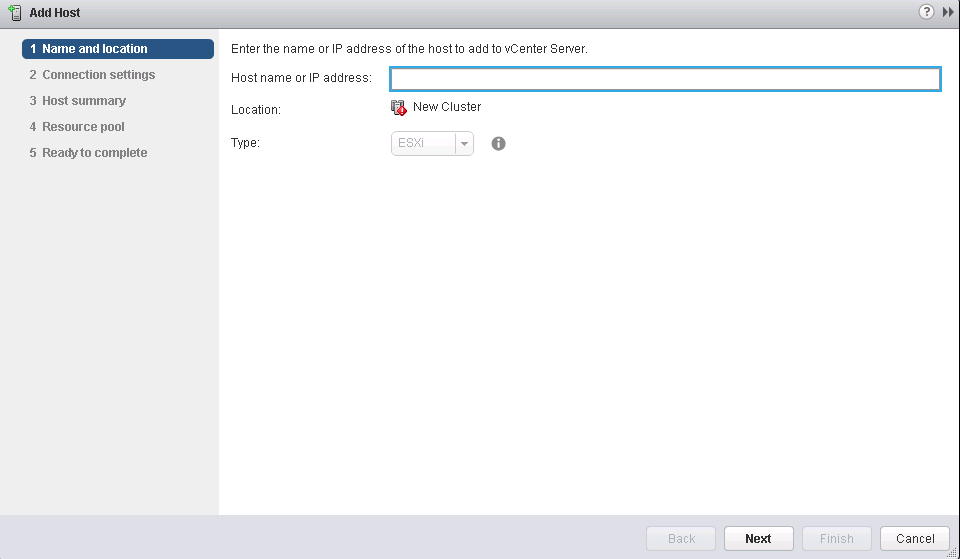 Add Host
1 Name and location
2 Connection settings
3 Host summary
4 Resource pool
5 Ready to complete
Enter the name or IP address of the host to add to vCenter Server.
Host name or IP address:
Location: New Cluster
Type: ESXi
Back Next Finish Cancel